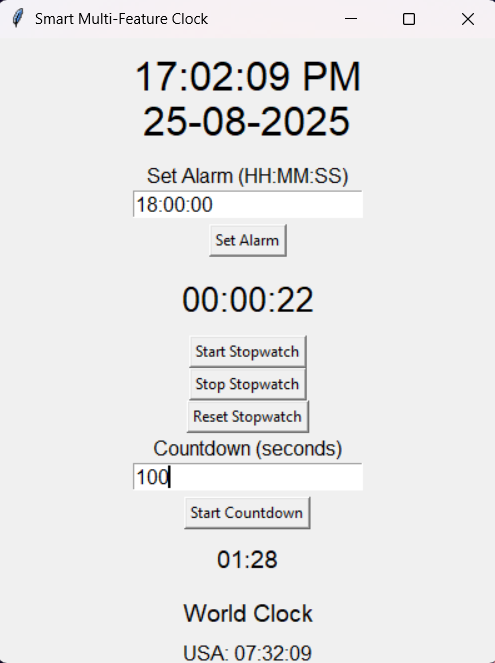 Smart Multi-Feature Clock
17:02:09 PM
25-08-2025
Set Alarm (HH:MM:SS)
18:00:00
Set Alarm
00:00:22
Start Stopwatch
Stop Stopwatch
Reset Stopwatch
Countdown (seconds)
100
Start Countdown
01:28
World Clock
USA: 07:32:09